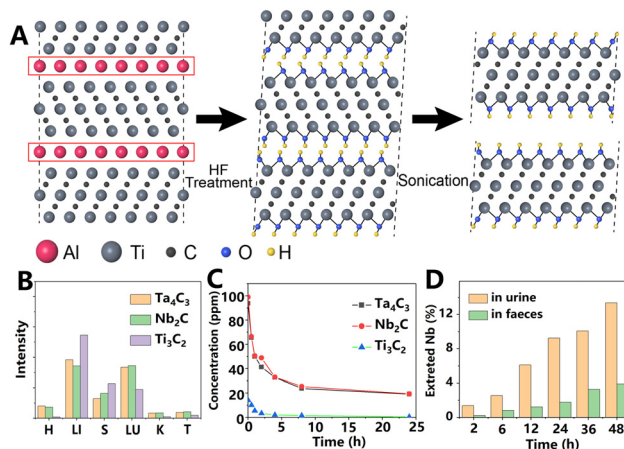 A
HF
Treatment
Sonication
Al Ti C O H
B
Ta4C3
Nb2C
Ti3C2
Intensity
H LI S LU K T
C
Ta4C3
Nb2C
Ti3C2
Concentration (ppm)
100
80
60
40
20
0
0 5 10 15 20 25
Time (h)
D
in urine
in faeces
Extreted Nb (%)
12
8
4
0
2 6 12 24 36 48
Time (h)